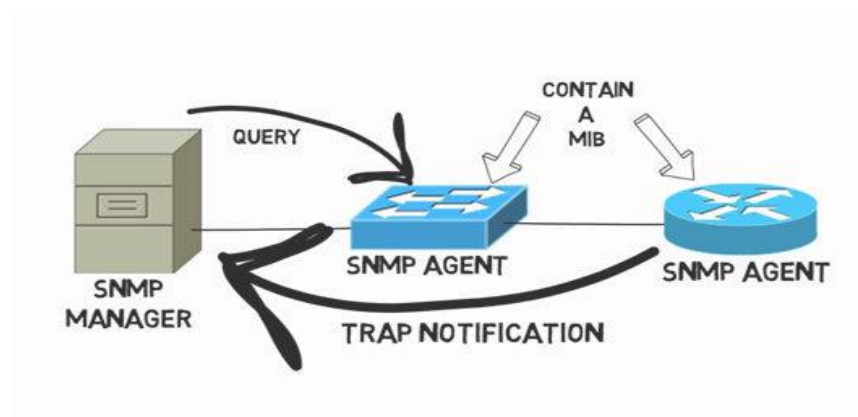 QUERY
CONTAIN
A
MIB
SNMP
MANAGER
SNMP AGENT
SNMP AGENT
TRAP NOTIFICATION